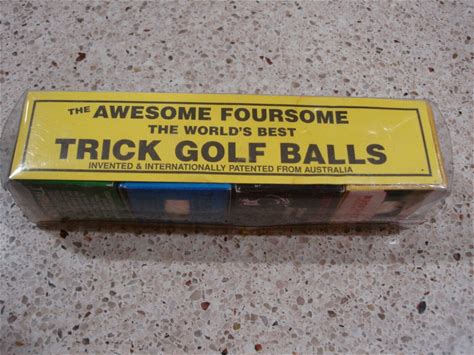 THE AWESOME FOURSOME
THE WORLD'S BEST
TRICK GOLF BALLS
INVENTED & INTERNATIONALLY PATENTED FROM AUSTRALIA